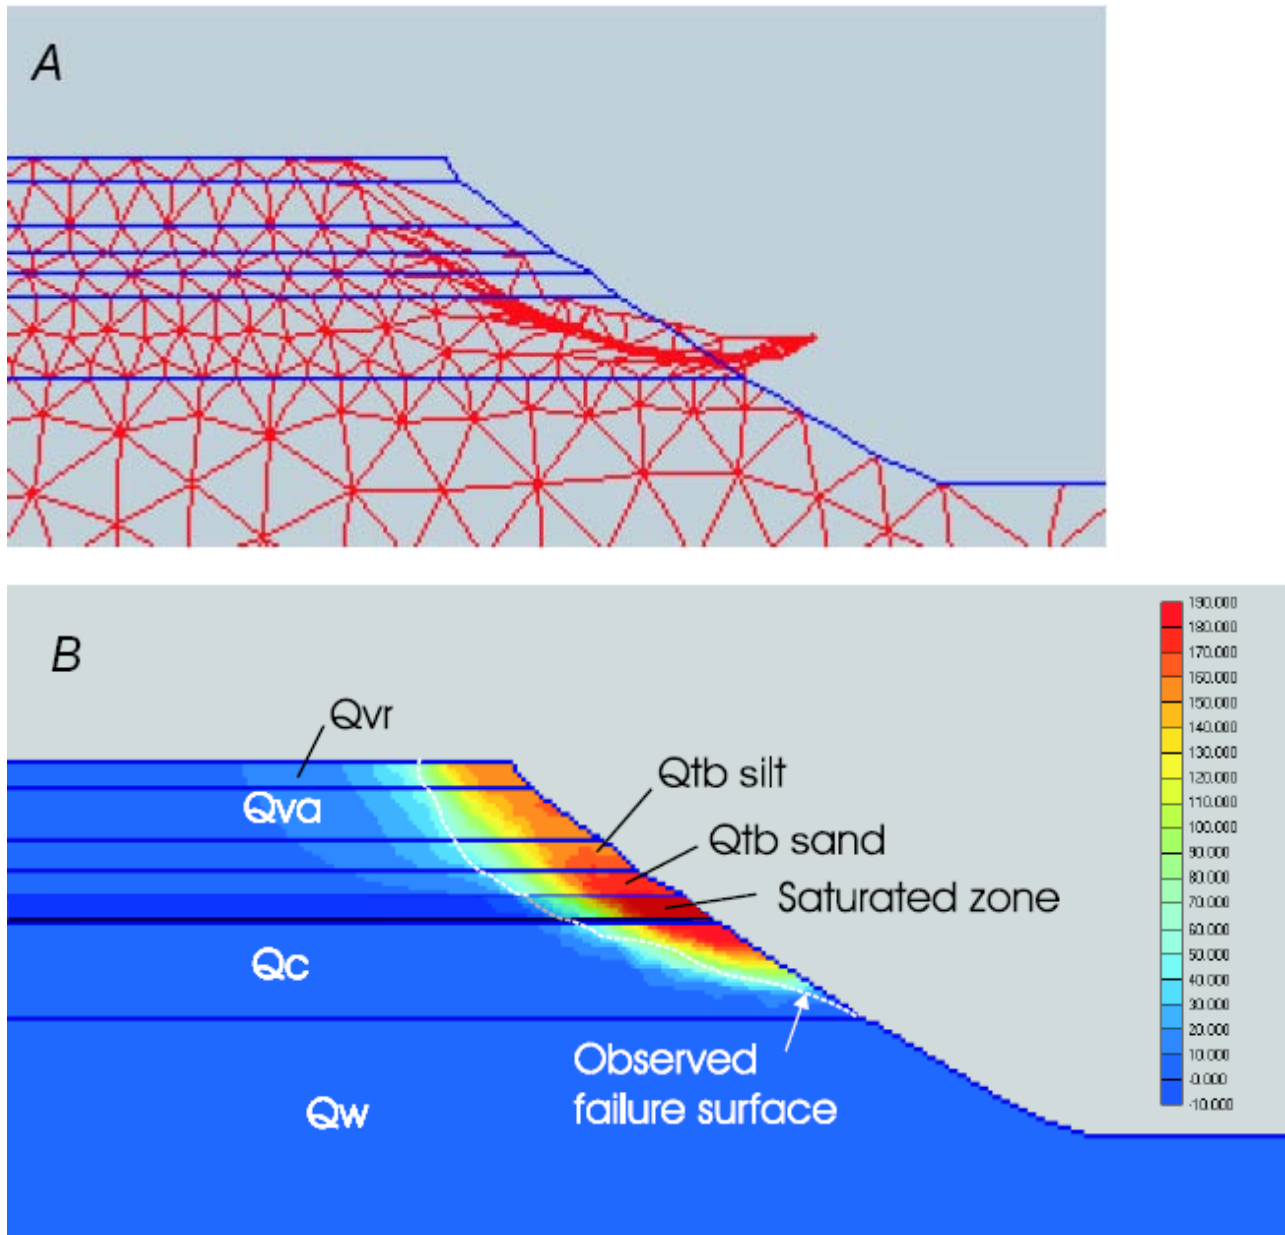 A
B
190.000
180.000
170.000
160.000
150.000
140.000
130.000
120.000
110.000
100.000
90.000
80.000
70.000
60.000
50.000
40.000
30.000
20.000
10.000
-0.000
-10.000
Qvr
Qva
Qtb silt
Qtb sand
Saturated zone
Qc
Observed
failure surface
Qw